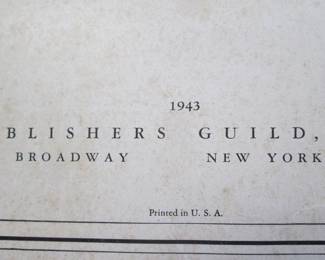 1943
BLISHERS GUILD,
BROADWAY NEW YORK
Printed in U. S. A.